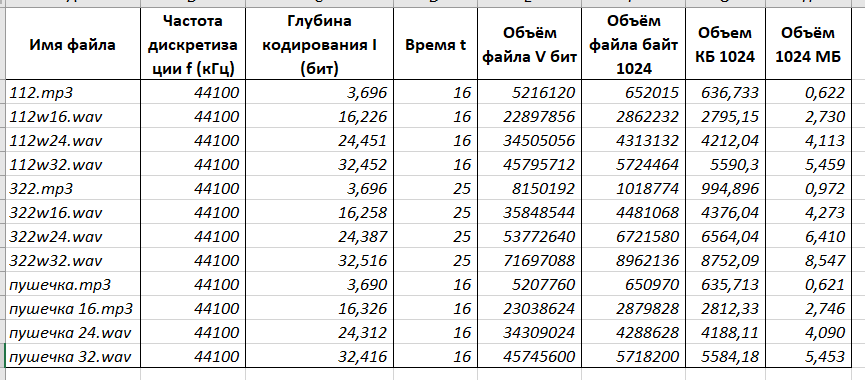 Имя файла Частота дискретиза ции f (кГц) Глубина кодирования I (бит) Время t Объём файла V бит Объём файла байт 1024 Объем КБ 1024 Объём 1024 МБ
112.mp3 44100 3,696 16 5216120 652015 636,733 0,622
112w16.wav 44100 16,226 16 22897856 2862232 2795,15 2,730
112w24.wav 44100 24,451 16 34505056 4313132 4212,04 4,113
112w32.wav 44100 32,452 16 45795712 5724464 5590,3 5,459
322.mp3 44100 3,696 25 8150192 1018774 994,896 0,972
322w16.wav 44100 16,258 25 35848544 4481068 4376,04 4,273
322w24.wav 44100 24,387 25 53772640 6721580 6564,04 6,410
322w32.wav 44100 32,516 25 71697088 8962136 8752,09 8,547
пушечка.mp3 44100 3,690 16 5207760 650970 635,713 0,621
пушечка 16.mp3 44100 16,326 16 23038624 2879828 2812,33 2,746
пушечка 24.wav 44100 24,312 16 34309024 4288628 4188,11 4,090
пушечка 32.wav 44100 32,416 16 45745600 5718200 5584,18 5,453